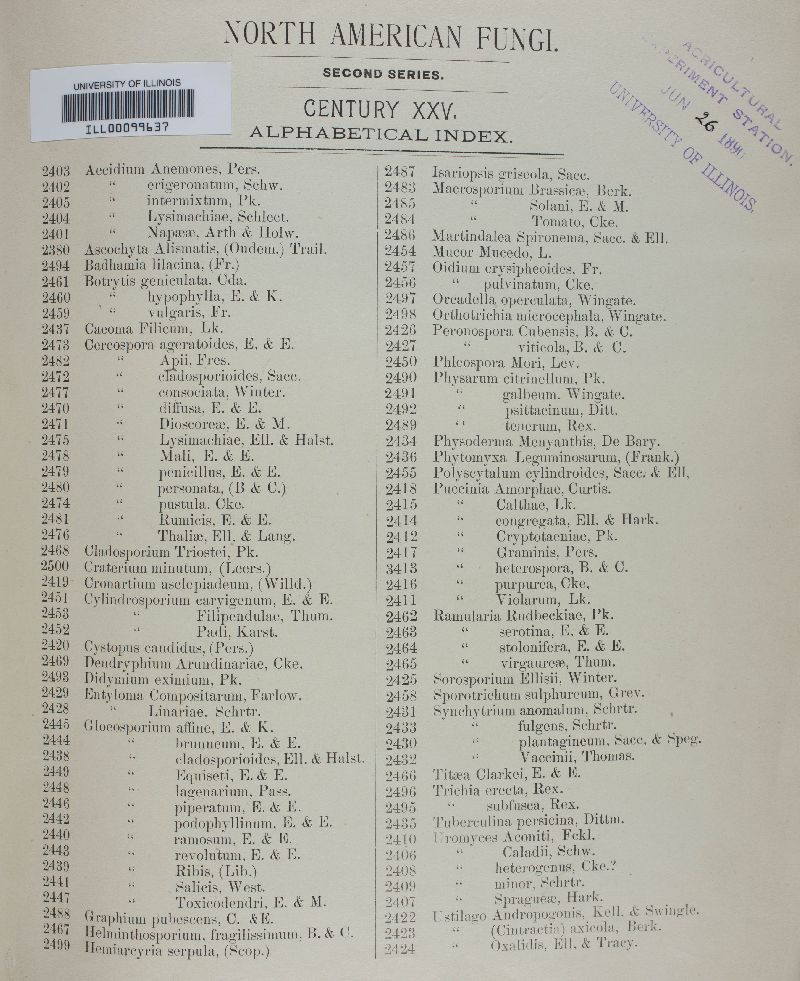 NORTH AMERICAN FUNGI.
SECOND SERIES.
CENTURY XXV.
ALPHABETICAL INDEX.
UNIVERSITY OF ILLINOIS
ILL00099637
AGRICULTURAL
EXPERIMENT STATION,
JUN 26 1896
UNIVERSITY OF ILLINOIS.
2403 Aecidium Anemones, Pers.
2402 “ erigeronatum, Schw.
2405 “ intermixtum, Pk.
2404 “ Lysimachiae, Schlect.
2401 “ Napææ, Arth & Holw.
2380 Ascochyta Alismatis, (Oudem.) Trail.
2494 Badhamia lilacina, (Fr.)
2461 Botrytis geniculata, Cda.
2460 “ hypophylla, E. & K.
2459 “ vulgaris, Fr.
2437 Caeoma Filicum, Lk.
2473 Cercospora ageratoides, E. & E.
2482 “ Apii, Fres.
2472 “ cladosporioides, Sacc.
2477 “ consociata, Winter.
2470 “ diffusa, E. & E.
2471 “ Dioscoreæ, E. & M.
2475 “ Lysimachiae, Ell. & Halst.
2478 “ Mali, E. & E.
2479 “ penicillus, E. & E.
2480 “ personata, (B & C.)
2474 “ pustula, Cke.
2481 “ Rumicis, E. & E.
2476 “ Thaliæ, Ell, & Lang.
2468 Cladosporium Triostei, Pk.
2500 Craterium minutum, (Leers.)
2419 Cronartium asclepiadeum, (Willd.)
2451 Cylindrosporium caryigenum, E. & E.
2453 “ Filipendulae, Thum.
2452 “ Padi, Karst.
2420 Cystopus candidus, (Pers.)
2469 Dendryphium Arundinariae, Cke.
2493 Didymium eximium, Pk.
2429 Entyloma Compositarum, Farlow.
2428 “ Linariae, Schrtr.
2445 Gloeosporium affine, E. & K.
2444 “ brunneum, E. & E.
2438 “ cladosporioides, Ell. & Halst.
2449 “ Equiseti, E. & E.
2448 “ lagenarium, Pass.
2446 “ piperatum, E. & E.
2442 “ podophyllinum, E. & E.
2440 “ ramosum, E. & E.
2443 “ revolutum, E. & E.
2439 “ Ribis, (Lib.)
2441 “ Salicis, West.
2447 “ Toxicodendri, E. & M.
2488 Graphium pubescens, C. &E.
2467 Helminthosporium, fragilissimum, B. & C.
2499 Hemiarcyria serpula, (Scop.)
2487 Isariopsis griseola, Sacc.
2483 Macrosporium Brassicæ, Berk.
2485 “ Solani, E. & M.
2484 “ Tomato, Cke.
2486 Martindalea Spironema, Sacc. & Ell.
2454 Mucor Mucedo, L.
2457 Oidium erysipheoides, Fr.
2456 “ pulvinatum, Cke.
2497 Orcadella operculata, Wingate.
2498 Orthotrichia microcephala, Wingate.
2426 Peronospora Cubensis, B. & C.
2427 “ viticola, B. & C.
2450 Phleospora Mori, Lev.
2490 Physarum citrinellum, Pk.
2491 “ galbeum, Wingate.
2492 “ psittacinum, Ditt.
2489 “ tenerum, Rex.
2434 Physoderma Menyanthis, De Bary.
2436 Phytomyxa Leguminosarum, (Frank.)
2455 Polyscytalum cylindroides, Sacc. & Ell,
2418 Puccinia Amorphae, Curtis.
2415 “ Calthae, Lk.
2414 “ congregata, Ell. & Hark.
2412 “ Cryptotaeniae, Pk.
2417 “ Graminis, Pers.
3413 “ heterospora, B. & C.
2416 “ purpurea, Cke,
2411 “ Violarum, Lk.
2462 Ramularia Rudbeckiae, Pk.
2463 “ serotina, E. & E.
2464 “ stolonifera, E. & E.
2465 “ virgaureæ, Thum.
2425 Sorosporium Ellisii, Winter.
2458 Sporotrichum sulphureum, Grev.
2431 Synchytrium anomalum, Schrtr.
2433 “ fulgens, Schrtr.
2430 “ plantagineum, Sacc, & Speg.
2432 “ Vaccinii, Thomas.
2466 Titæa Clarkei, E. & E.
2496 Trichia erecta, Rex.
2495 “ subfusca, Rex.
2435 Tuberculina persicina, Dittm.
2410 Uromyces Aconiti, Fckl.
2406 “ Caladii, Schw.
2408 “ heterogenus, Cke.?
2409 “ minor, Schrtr.
2407 “ Spragueæ, Hark.
2422 Ustilago Andropogonis, Kell. & Swingle.
2423 “ (Cintractia) axicola, Berk.
2424 “ Oxalidis, Ell. & Tracy.